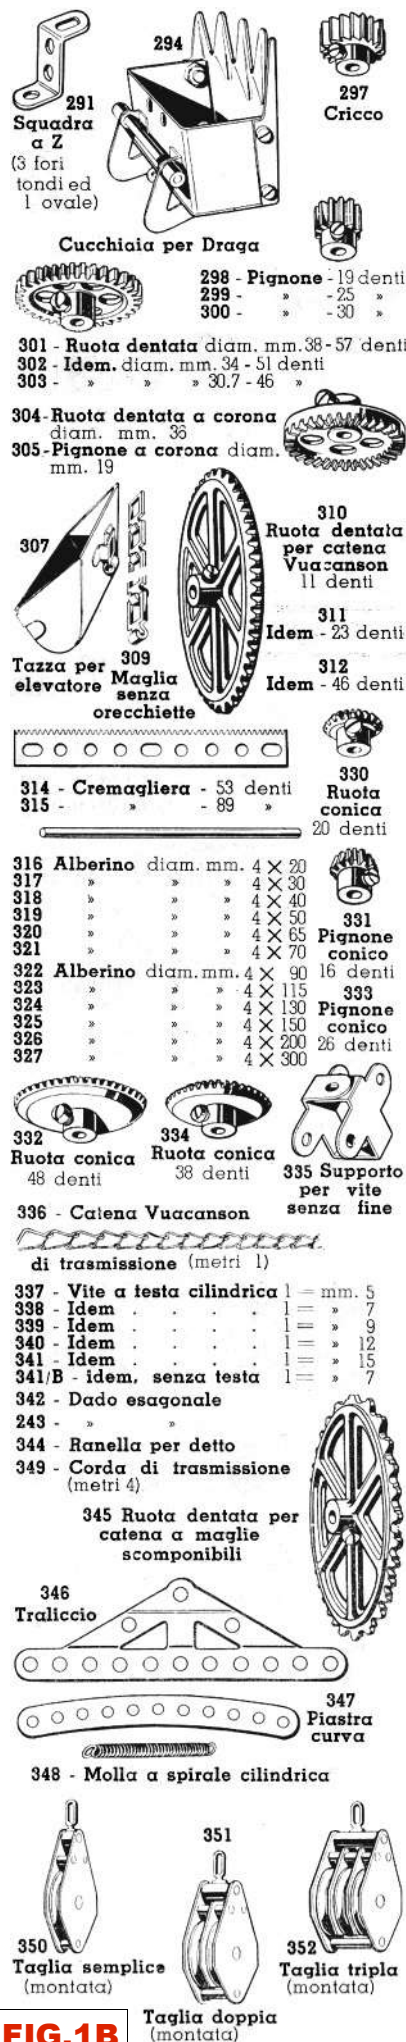 294
291
Squadra
a Z
(3 fori
tondi ed
1 ovale)
297
Cricco
Cucchiaia per Draga
298 - Pignone - 19 denti
299 - » - 25 »
300 - » - 30 »
301 - Ruota dentata diam. mm. 38 - 57 denti
302 - Idem. diam. mm. 34 - 51 denti
303 - » » » 30.7 - 46 »
304 - Ruota dentata a corona
diam. mm. 36
305 - Pignone a corona diam.
mm. 19
307
Tazza per
elevatore
309
Maglia
senza
orecchiette
310
Ruota dentata
per catena
Vuacanson
11 denti
311
Idem - 23 denti
312
Idem - 46 denti
314 - Cremagliera - 53 denti
315 - » - 89 »
330
Ruota
conica
20 denti
316 Alberino diam. mm. 4 X 20
317 » » » 4 X 30
318 » » » 4 X 40
319 » » » 4 X 50
320 » » » 4 X 65
321 » » » 4 X 70
322 Alberino diam. mm. 4 X 90
323 » » » 4 X 115
324 » » » 4 X 130
325 » » » 4 X 150
326 » » » 4 X 200
327 » » » 4 X 300
331
Pignone
conico
16 denti
333
Pignone
conico
26 denti
332
Ruota conica
48 denti
334
Ruota conica
38 denti
335 Supporto
per vite
senza fine
336 - Catena Vuacanson
di trasmissione (metri 1)
337 - Vite a testa cilindrica l = mm. 5
338 - Idem . . . . l = » 7
339 - Idem . . . . l = » 9
340 - Idem . . . . l = » 12
341 - Idem . . . . l = » 15
341/B - idem, senza testa l = » 7
342 - Dado esagonale
243 - » »
344 - Ranella per detto
349 - Corda di trasmissione
(metri 4)
345 Ruota dentata per
catena a maglie
scomponibili
346
Traliccio
347
Piastra
curva
348 - Molla a spirale cilindrica
350
Taglia semplice
(montata)
351
Taglia doppia
(montata)
352
Taglia tripla
(montata)
FIG.1B